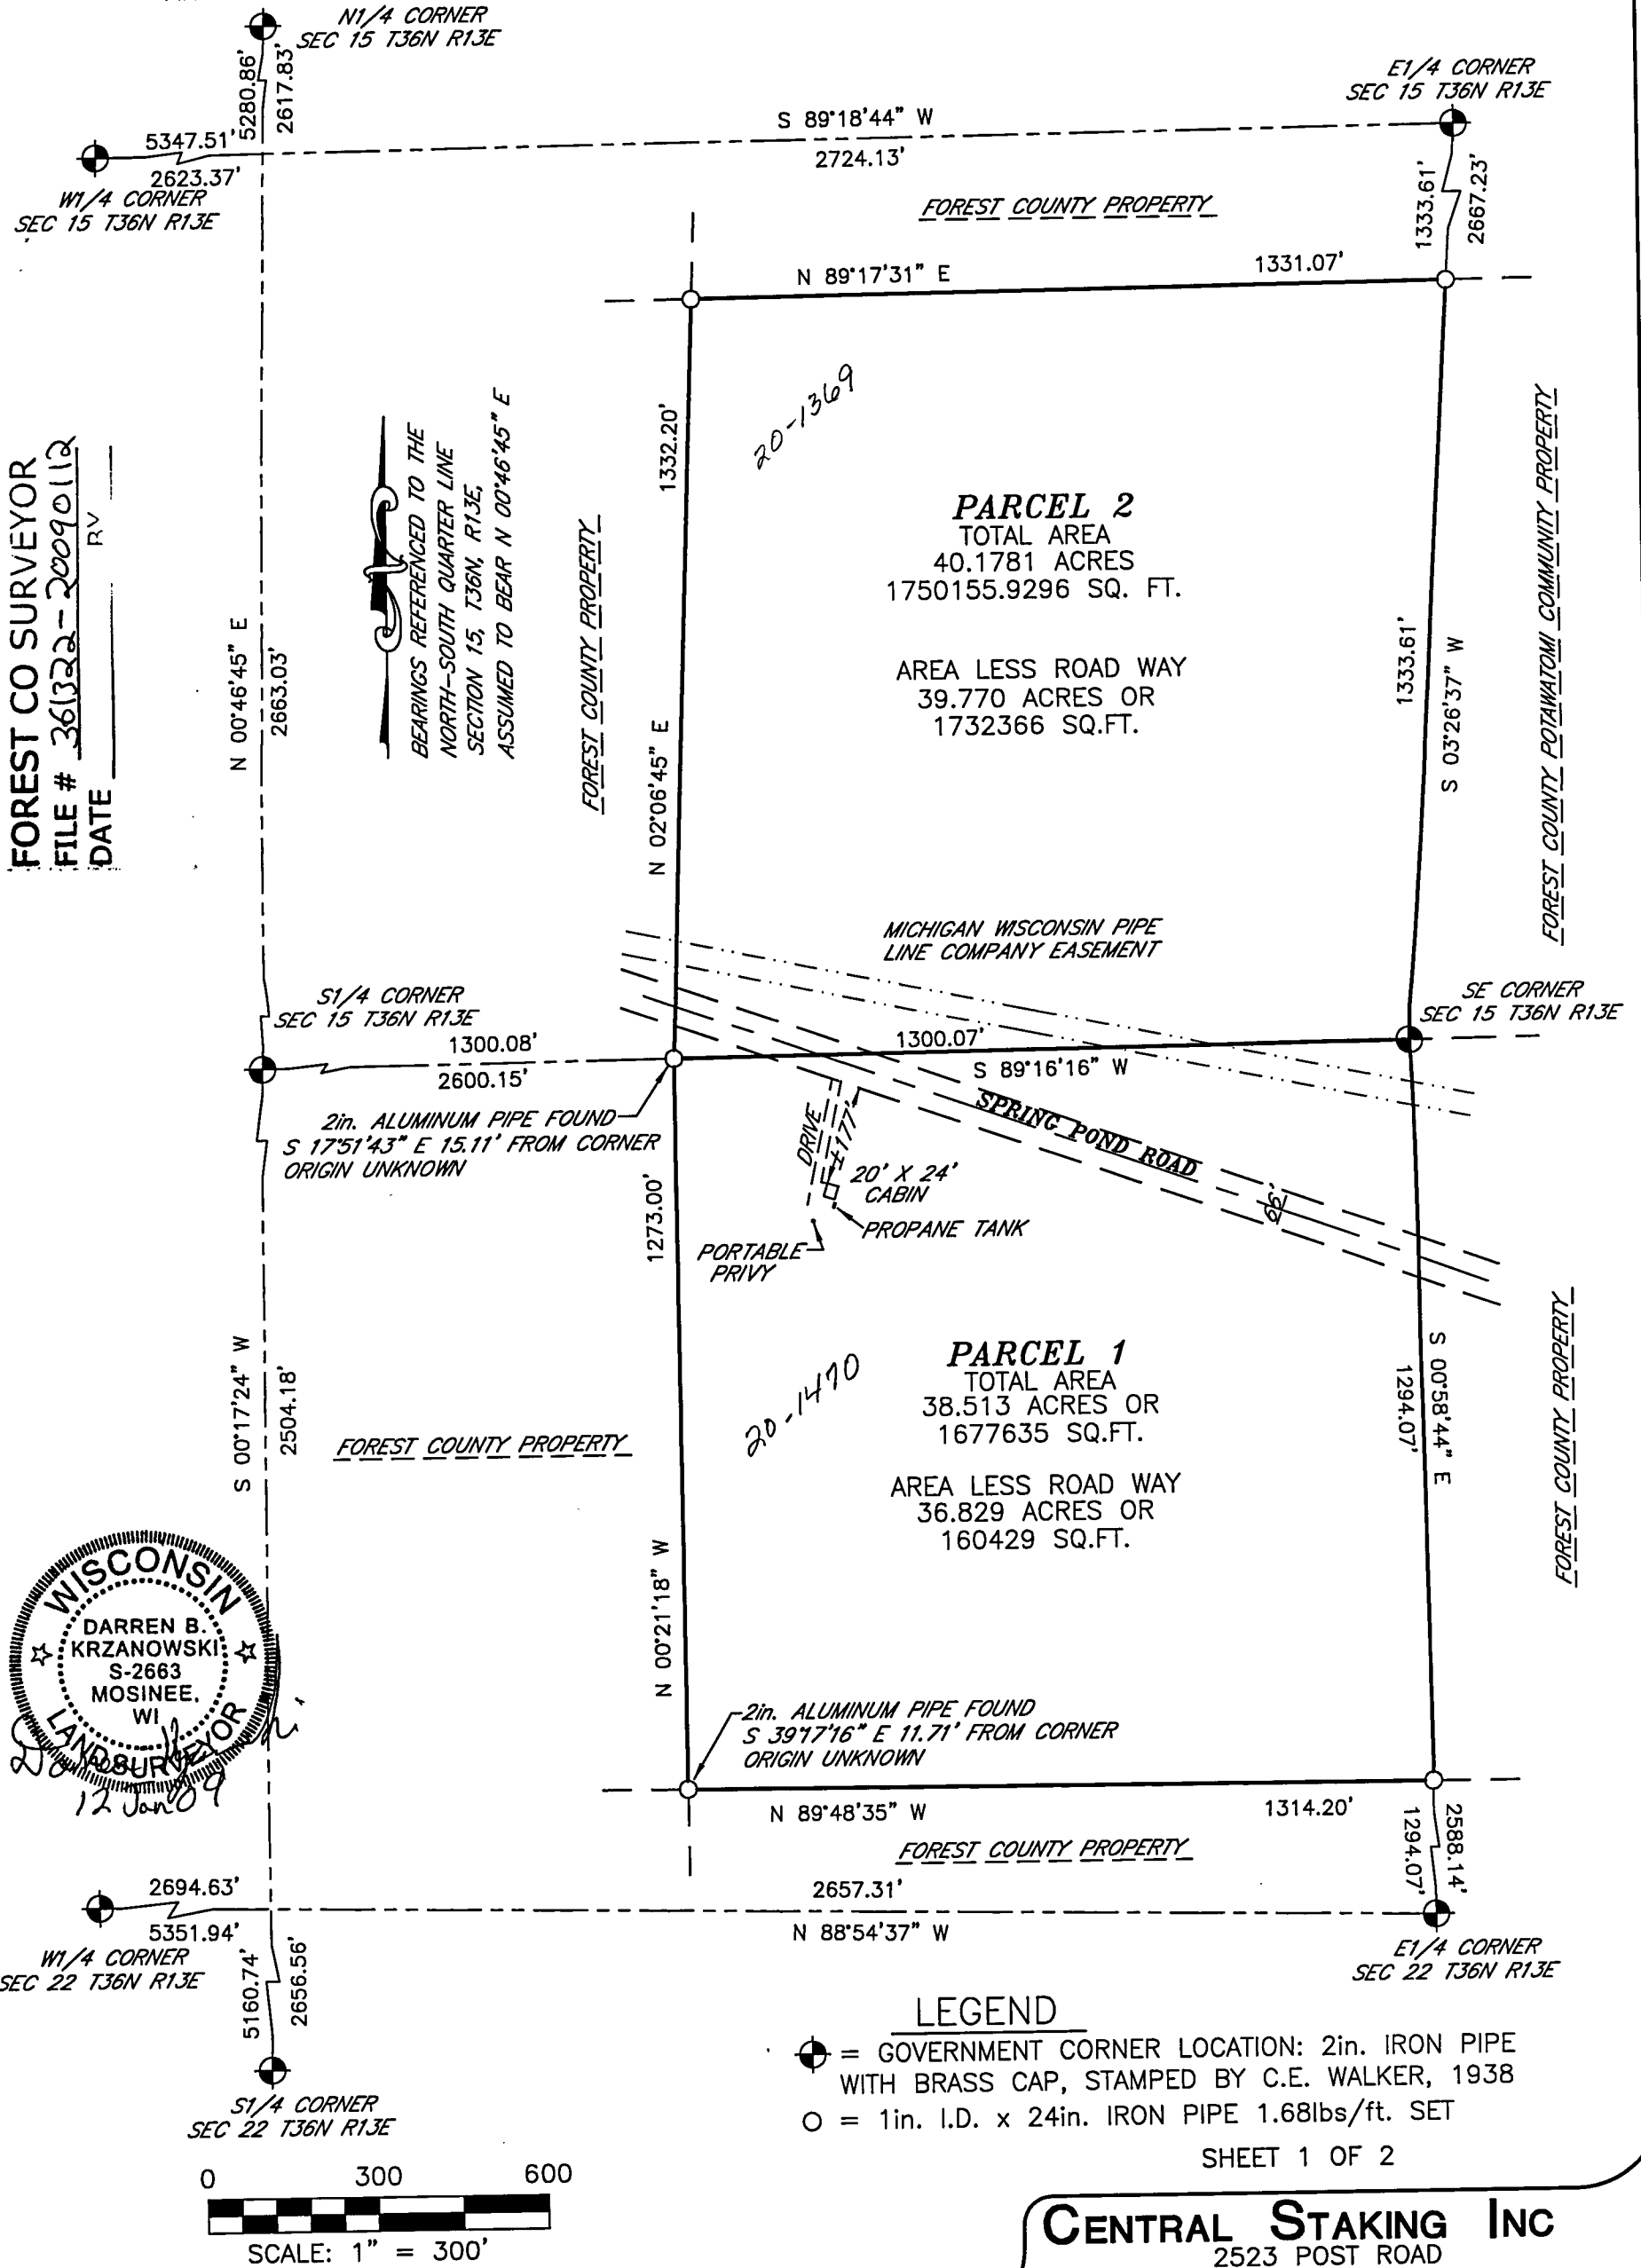 N1/4 CORNER
SEC 15 T36N R13E
5280.86'
2617.83'
E1/4 CORNER
SEC 15 T36N R13E
S 89°18'44" W
2724.13'
5347.51'
2623.37'
W1/4 CORNER
SEC 15 T36N R13E
1333.61'
2667.23'
FOREST COUNTY PROPERTY
N 89°17'31" E
1331.07'
FOREST CO SURVEYOR
FILE # 361322-20090112
DATE
RV
N 00°46'45" E
2663.03'
BEARINGS REFERENCED TO THE
NORTH-SOUTH QUARTER LINE
SECTION 15, T36N, R13E,
ASSUMED TO BEAR N 00°46'45" E
FOREST COUNTY PROPERTY
1332.20'
N 02°06'45" E
20-1369
PARCEL 2
TOTAL AREA
40.1781 ACRES
1750155.9296 SQ. FT.
AREA LESS ROAD WAY
39.770 ACRES OR
1732366 SQ.FT.
1333.61'
S 03°26'37" W
FOREST COUNTY POTAWATOMI COMMUNITY PROPERTY
MICHIGAN WISCONSIN PIPE
LINE COMPANY EASEMENT
S1/4 CORNER
SEC 15 T36N R13E
SE CORNER
SEC 15 T36N R13E
1300.08'
2600.15'
1300.07'
S 89°16'16" W
2in. ALUMINUM PIPE FOUND
S 17°51'43" E 15.11' FROM CORNER
ORIGIN UNKNOWN
DRIVE
±177'
SPRING POND ROAD
66'
20' X 24'
CABIN
PROPANE TANK
PORTABLE
PRIVY
1273.00'
N 00°21'18" W
S 00°17'24" W
2504.18'
FOREST COUNTY PROPERTY
20-1470
PARCEL 1
TOTAL AREA
38.513 ACRES OR
1677635 SQ.FT.
AREA LESS ROAD WAY
36.829 ACRES OR
160429 SQ.FT.
S 00°58'44" E
1294.07'
FOREST COUNTY PROPERTY
WISCONSIN
DARREN B.
KRZANOWSKI
S-2663
MOSINEE,
WI
LAND SURVEYOR
12 Jan 09
2in. ALUMINUM PIPE FOUND
S 39°17'16" E 11.71' FROM CORNER
ORIGIN UNKNOWN
N 89°48'35" W
1314.20'
FOREST COUNTY PROPERTY
1294.07'
2588.14'
2694.63'
5351.94'
W1/4 CORNER
SEC 22 T36N R13E
2657.31'
N 88°54'37" W
E1/4 CORNER
SEC 22 T36N R13E
5160.74'
2656.56'
S1/4 CORNER
SEC 22 T36N R13E
LEGEND
= GOVERNMENT CORNER LOCATION: 2in. IRON PIPE
WITH BRASS CAP, STAMPED BY C.E. WALKER, 1938
= 1in. I.D. x 24in. IRON PIPE 1.68lbs/ft. SET
SHEET 1 OF 2
0 300 600
SCALE: 1" = 300'
CENTRAL STAKING INC
2523 POST ROAD